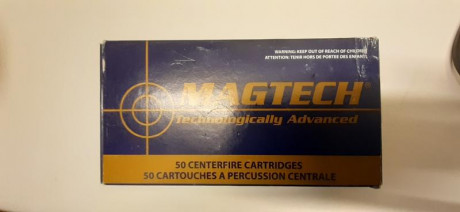 WARNING: KEEP OUT OF REACH OF CHILDREN
ATTENTION: TENIR HORS DE PORTEE DES ENFANTS
MAGTECH
Technologically Advanced
50 CENTERFIRE CARTRIDGES
50 CARTOUCHES A PERCUSSION CENTRALE